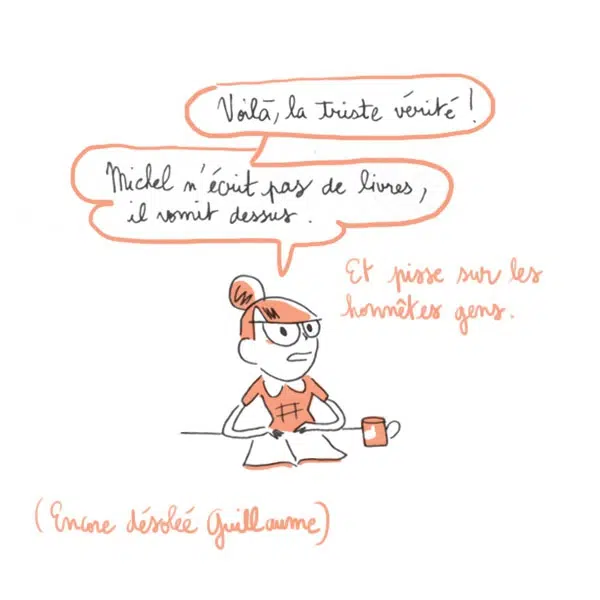 Voilà, la triste vérité !
Michel n'écrit pas de livres,
il vomit dessus.
Et pisse sur les
honnêtes gens.
#
(Encore désolée Guillaume)